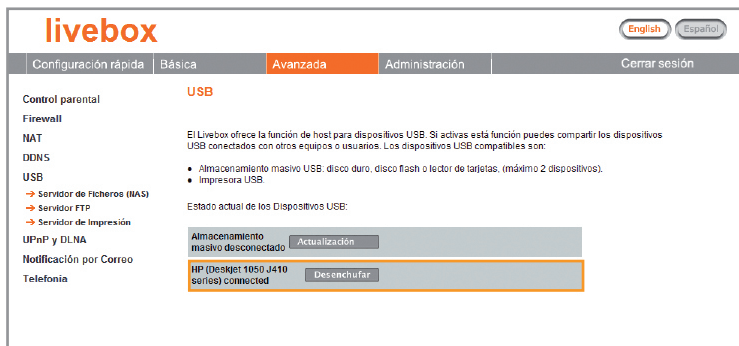 livebox
English Español
Configuración rápida Básica Avanzada Administración Cerrar sesión
USB
Control parental
Firewall
NAT
DDNS
USB
Servidor de Ficheros (NAS)
Servidor FTP
Servidor de Impresión
UPnP y DLNA
Notificación por Correo
Telefonía
El Livebox ofrece la función de host para dispositivos USB. Si activas está función puedes compartir los dispositivos
USB conectados con otros equipos o usuarios. Los dispositivos USB compatibles son:
● Almacenamiento masivo USB: disco duro, disco flash o lector de tarjetas, (máximo 2 dispositivos).
● Impresora USB.
Estado actual de los Dispositivos USB:
Almacenamiento
masivo desconectado Actualización
HP (Deskjet 1050 J410
series) connected Desenchufar